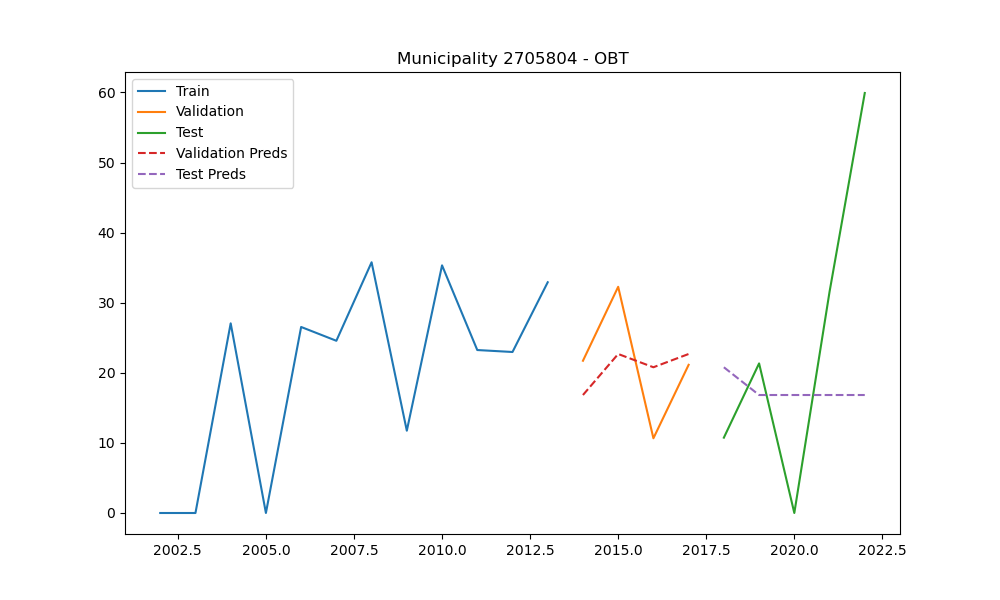 Municipality 2705804 - OBT
Train
Validation
Test
Validation Preds
Test Preds
60
50
40
30
20
10
0
2002.5 2005.0 2007.5 2010.0 2012.5 2015.0 2017.5 2020.0 2022.5